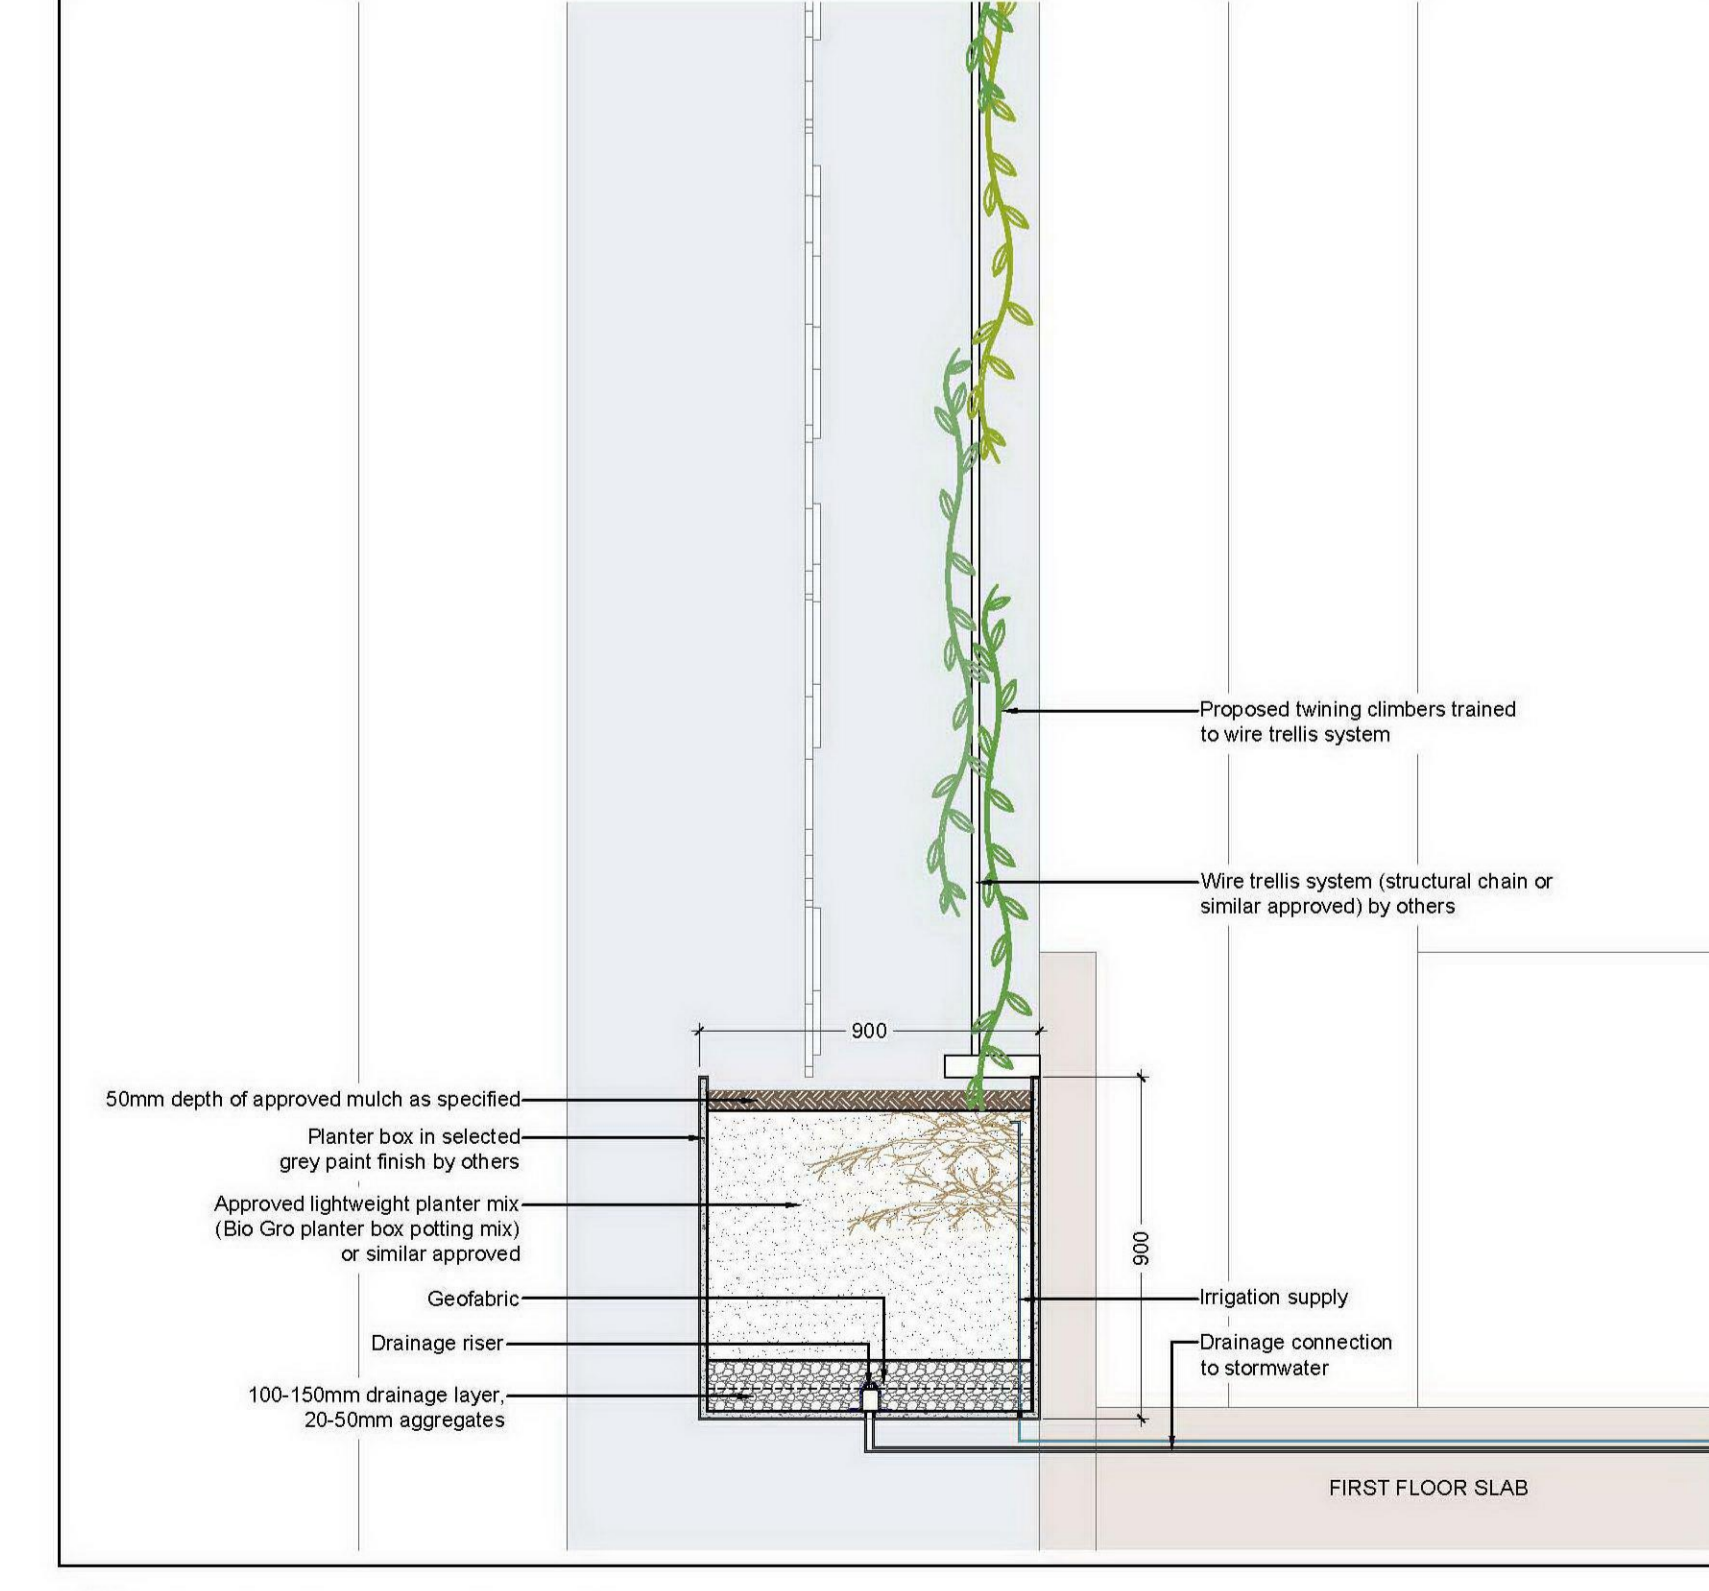 Proposed twining climbers trained
to wire trellis system
Wire trellis system (structural chain or
similar approved) by others
900
50mm depth of approved mulch as specified
Planter box in selected
grey paint finish by others
Approved lightweight planter mix
(Bio Gro planter box potting mix)
or similar approved
900
Geofabric
Irrigation supply
Drainage riser
Drainage connection
to stormwater
100-150mm drainage layer,
20-50mm aggregates
FIRST FLOOR SLAB